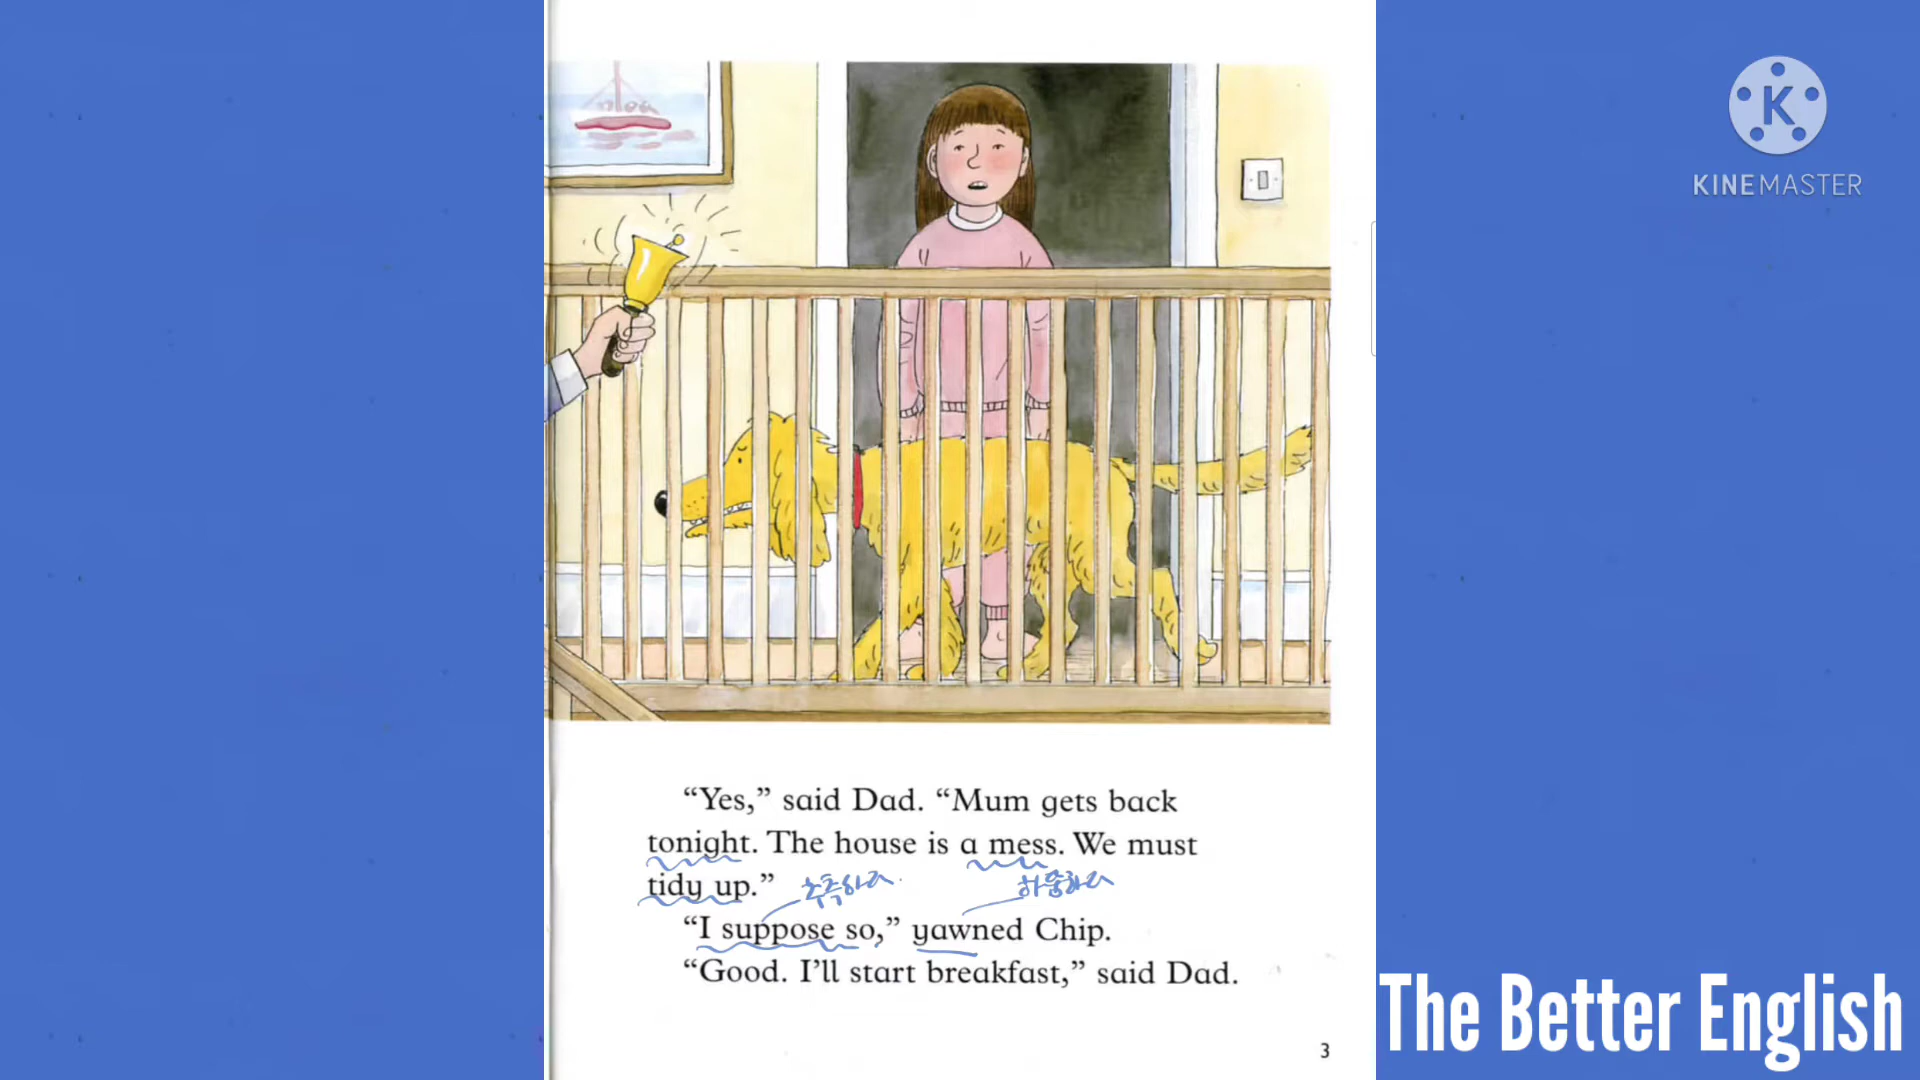 KINEMASTER
“Yes,” said Dad. “Mum gets back
tonight. The house is a mess. We must
tidy up.” 추측하다 하품하다
“I suppose so,” yawned Chip.
“Good. I’ll start breakfast,” said Dad.
3
The Better English